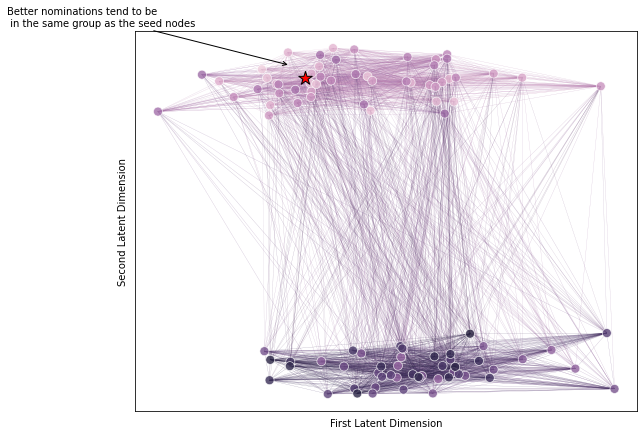 Better nominations tend to be
in the same group as the seed nodes
Second Latent Dimension
First Latent Dimension